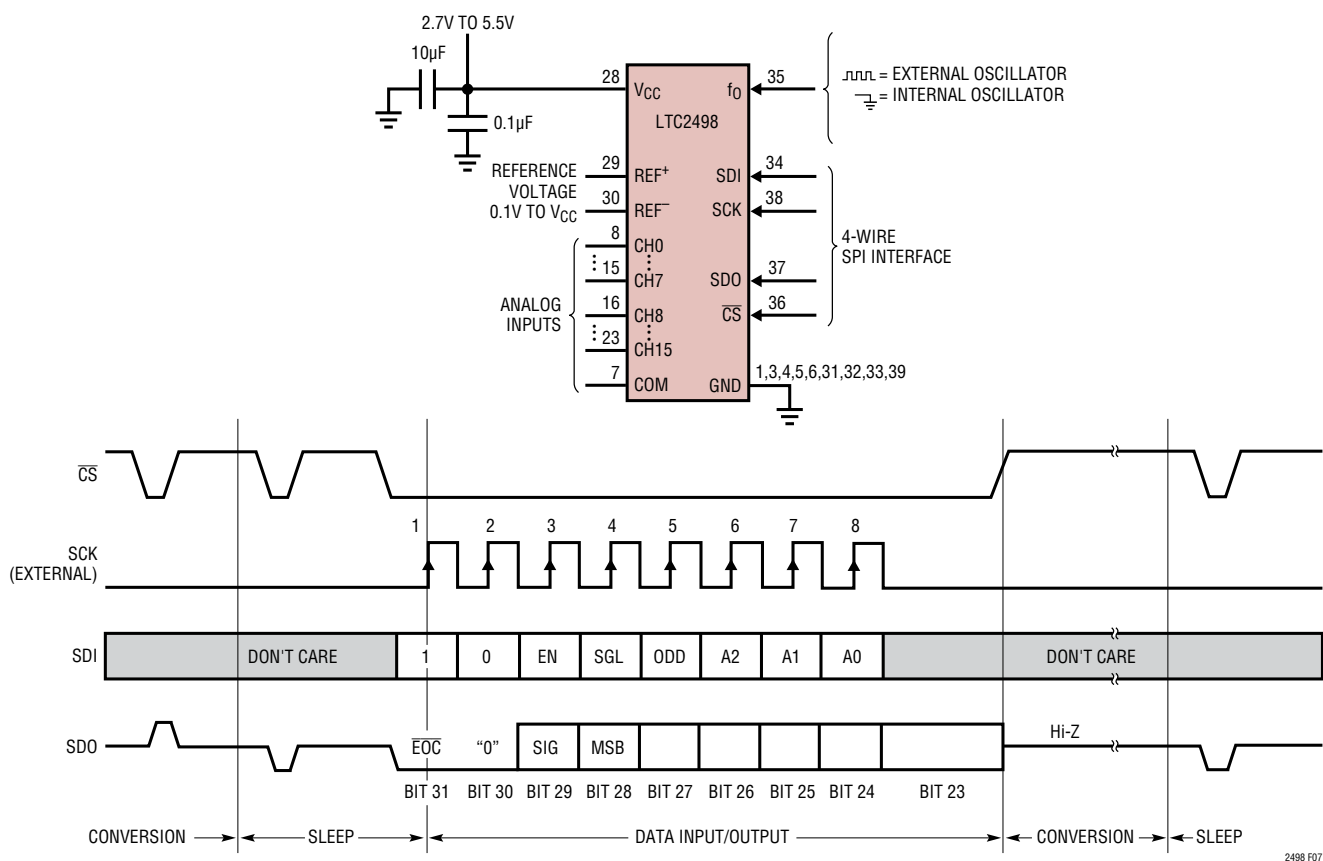 2.7V TO 5.5V
10µF
0.1µF
28
VCC
fO
35
LTC2498
= EXTERNAL OSCILLATOR
= INTERNAL OSCILLATOR
REFERENCE
VOLTAGE
0.1V TO VCC
29
REF+
30
REF−
SDI
34
SCK
38
SDO
37
CS
36
4-WIRE
SPI INTERFACE
ANALOG
INPUTS
8
CH0
15
CH7
16
CH8
23
CH15
7
COM
GND
1,3,4,5,6,31,32,33,39
CS
SCK
(EXTERNAL)
1 2 3 4 5 6 7 8
SDI
DON'T CARE 1 0 EN SGL ODD A2 A1 A0 DON'T CARE
SDO
EOC “0” SIG MSB Hi-Z
BIT 31 BIT 30 BIT 29 BIT 28 BIT 27 BIT 26 BIT 25 BIT 24 BIT 23
CONVERSION SLEEP DATA INPUT/OUTPUT CONVERSION SLEEP
2498 F07